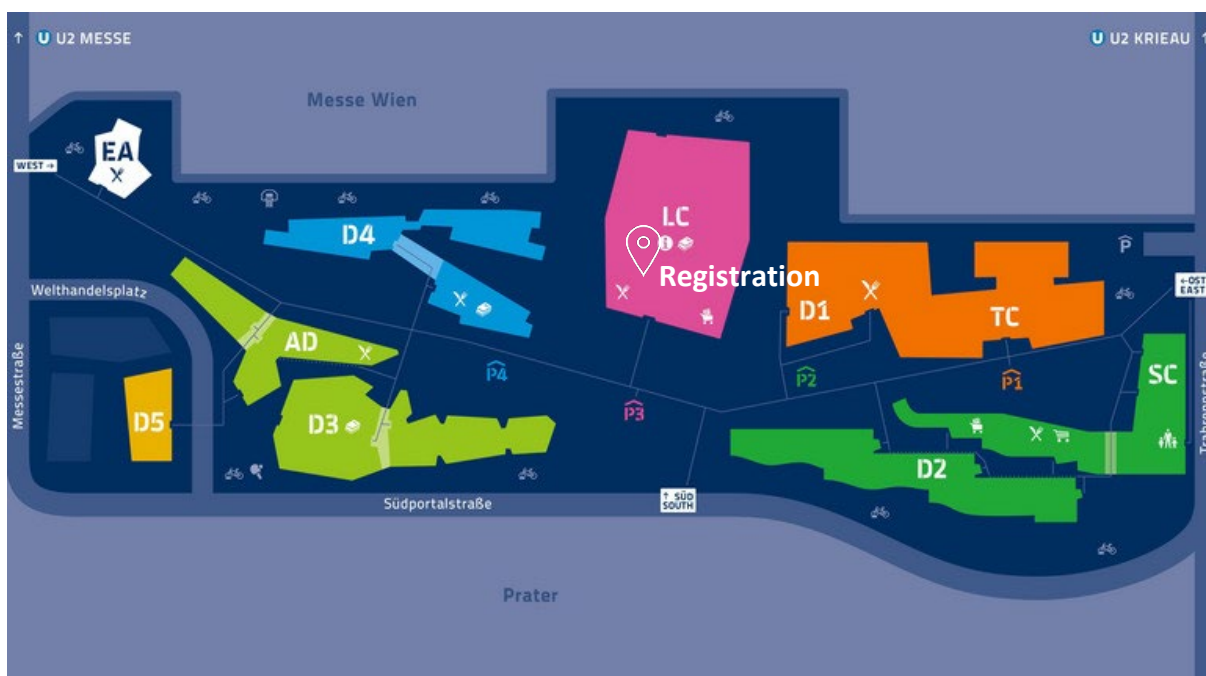 ↑ U U2 MESSE
U U2 KRIEAU ↑
Messe Wien
EA
WEST →
LC
D4
P
Registration
←OST
EAST
Welthandelsplatz
D1
TC
AD
P4
P2
P1
SC
Messestraße
P3
D5
D3
D2
Trabrennstraße
Südportalstraße
↑ SÜD
SOUTH
Prater